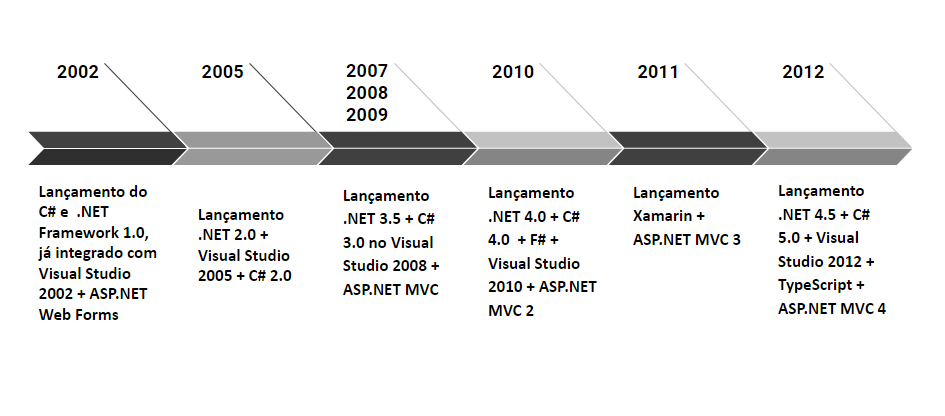 2002
Lançamento do
C# e .NET
Framework 1.0,
já integrado com
Visual Studio
2002 + ASP.NET
Web Forms
2005
Lançamento
.NET 2.0 +
Visual Studio
2005 + C# 2.0
2007
2008
2009
Lançamento
.NET 3.5 + C#
3.0 no Visual
Studio 2008 +
ASP.NET MVC
2010
Lançamento
.NET 4.0 + C#
4.0 + F# +
Visual Studio
2010 + ASP.NET
MVC 2
2011
Lançamento
Xamarin +
ASP.NET MVC 3
2012
Lançamento
.NET 4.5 + C#
5.0 + Visual
Studio 2012 +
TypeScript +
ASP.NET MVC 4